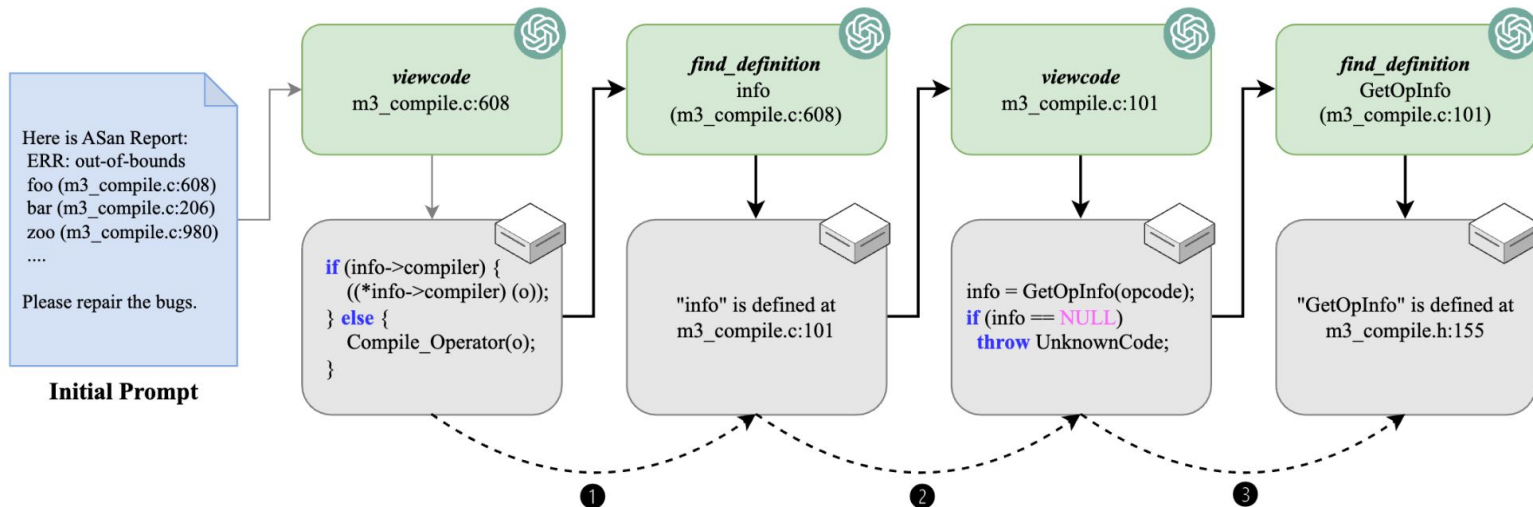 Here is ASan Report:
ERR: out-of-bounds
foo (m3_compile.c:608)
bar (m3_compile.c:206)
zoo (m3_compile.c:980)
....
Please repair the bugs.
Initial Prompt
viewcode
m3_compile.c:608
if (info->compiler) {
((*info->compiler) (o));
} else {
Compile_Operator(o);
}
find_definition
info
(m3_compile.c:608)
"info" is defined at
m3_compile.c:101
viewcode
m3_compile.c:101
info = GetOpInfo(opcode);
if (info == NULL)
throw UnknownCode;
find_definition
GetOpInfo
(m3_compile.c:101)
"GetOpInfo" is defined at
m3_compile.h:155
1
2
3